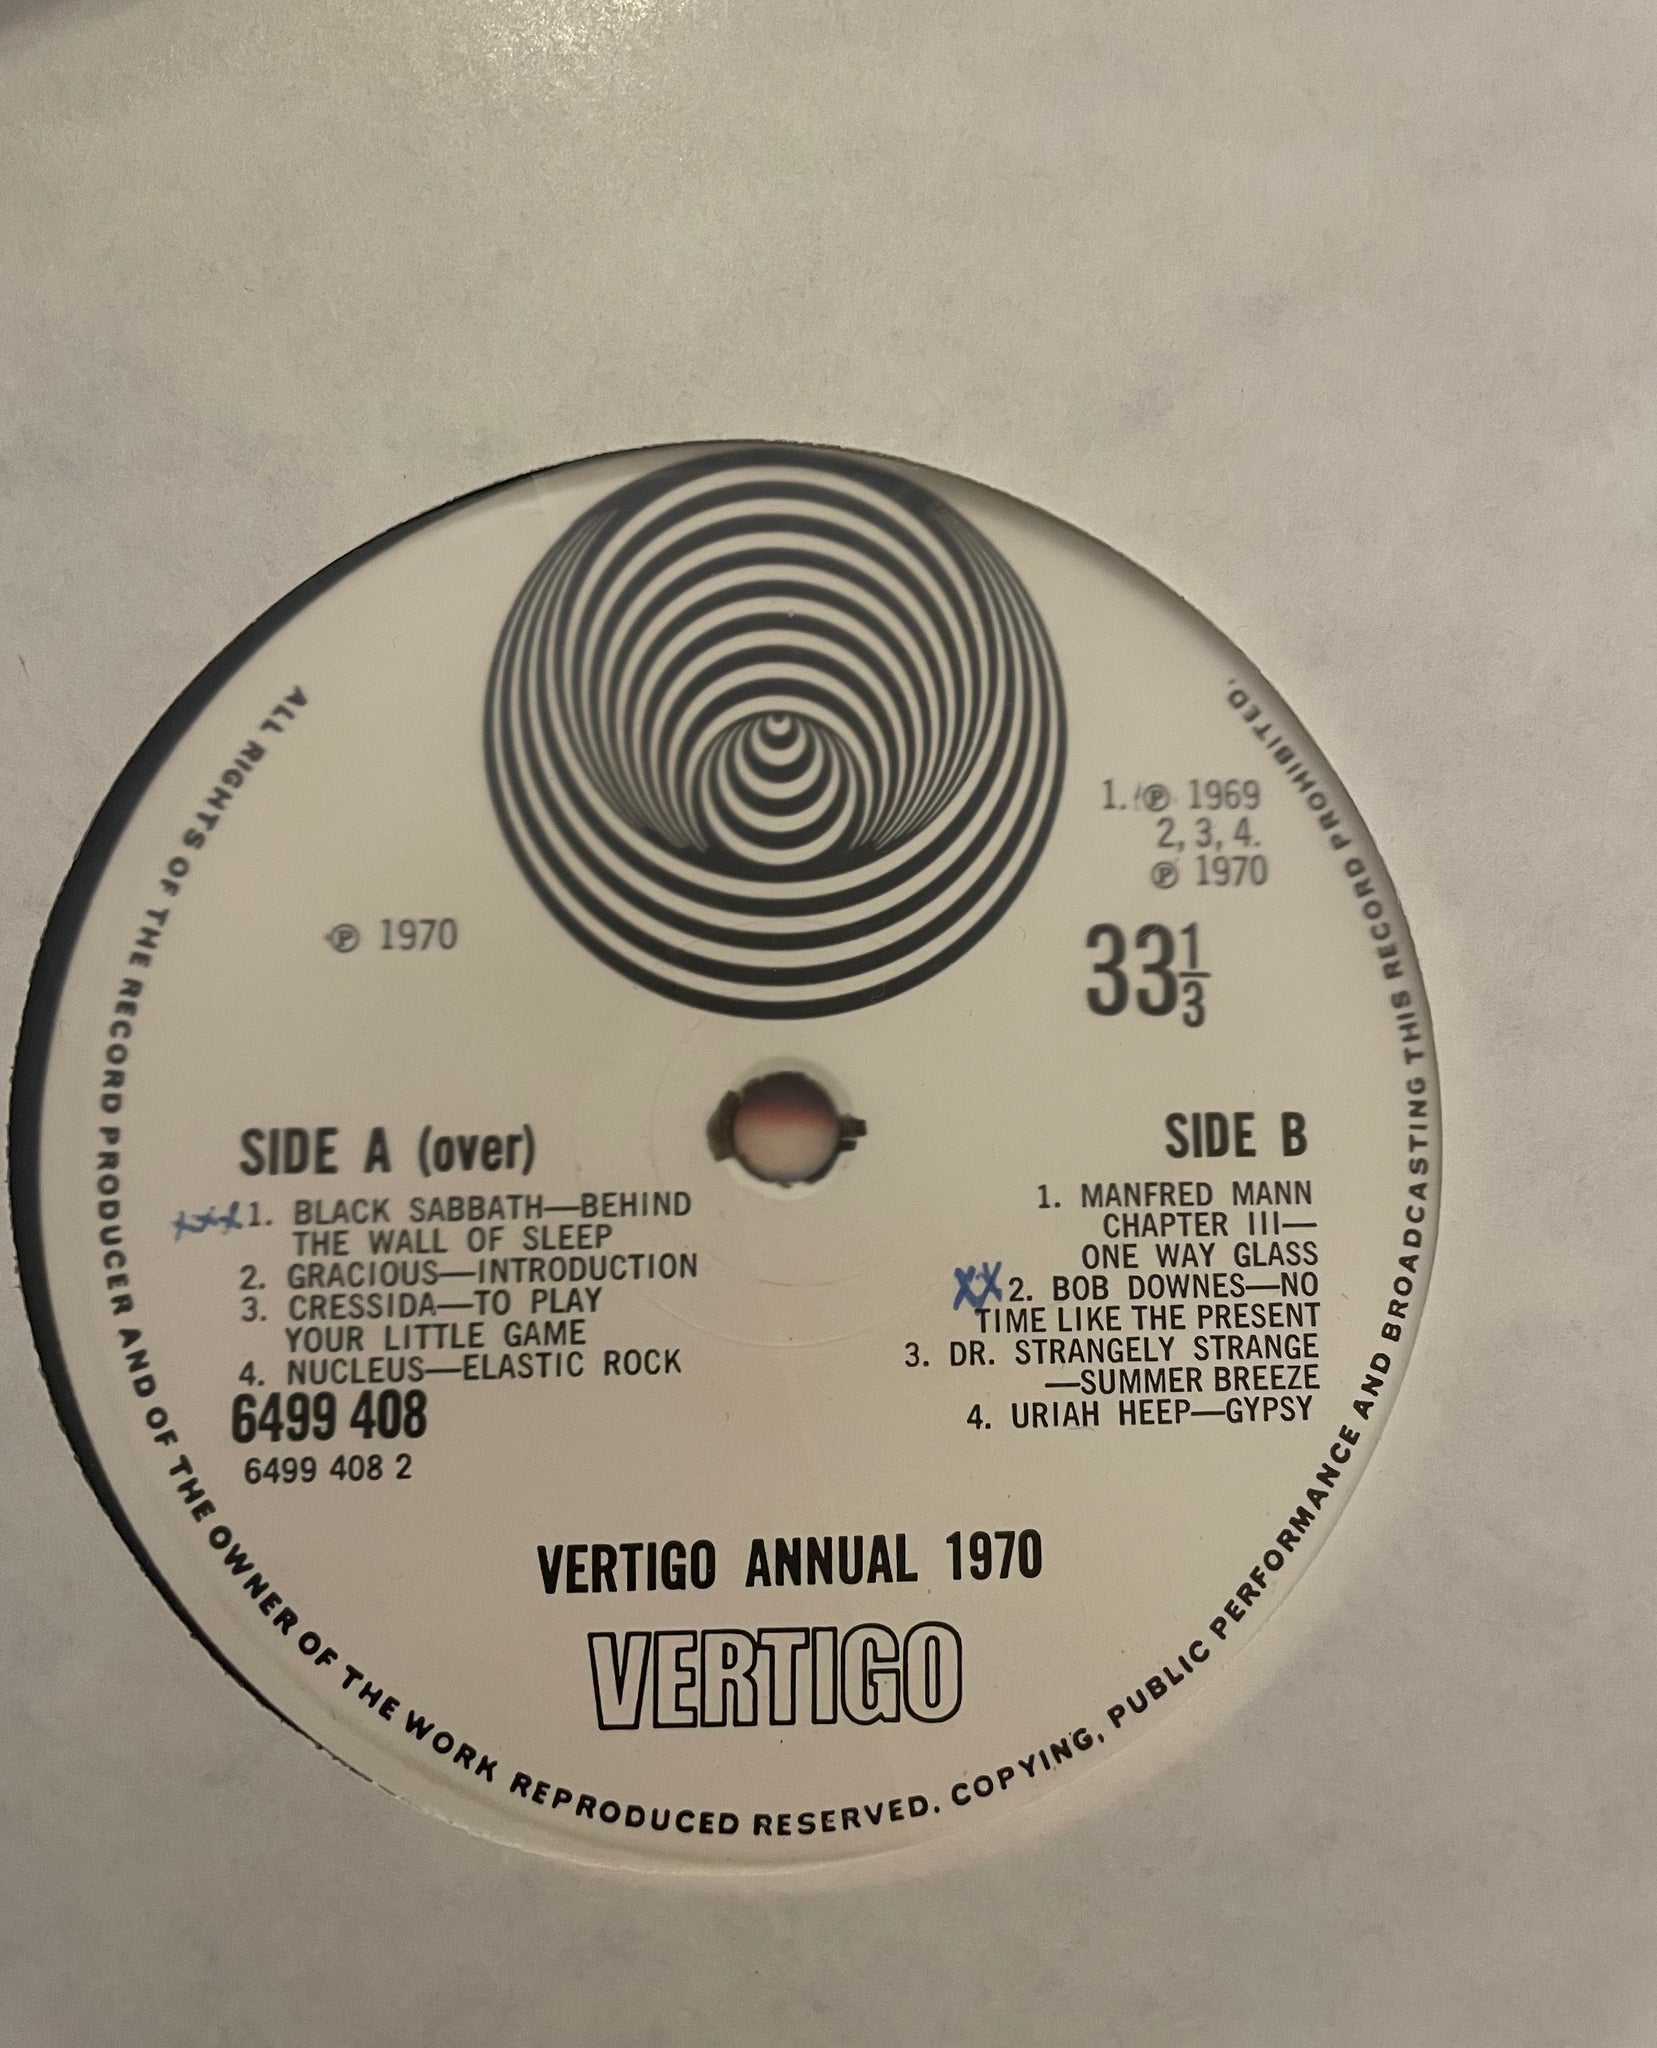 ALL RIGHTS OF THE RECORD PRODUCER AND OF THE OWNER OF THE WORK REPRODUCED RESERVED. COPYING, PUBLIC PERFORMANCE AND BROADCASTING THIS RECORD PROHIBITED.
℗ 1970
1. ℗ 1969
2, 3, 4.
℗ 1970
33 1/3
SIDE A (over)
xxx 1. BLACK SABBATH—BEHIND
THE WALL OF SLEEP
2. GRACIOUS—INTRODUCTION
3. CRESSIDA—TO PLAY
YOUR LITTLE GAME
4. NUCLEUS—ELASTIC ROCK
6499 408
6499 408 2
SIDE B
1. MANFRED MANN
CHAPTER III—
ONE WAY GLASS
XX 2. BOB DOWNES—NO
TIME LIKE THE PRESENT
3. DR. STRANGELY STRANGE
—SUMMER BREEZE
4. URIAH HEEP—GYPSY
VERTIGO ANNUAL 1970
VERTIGO